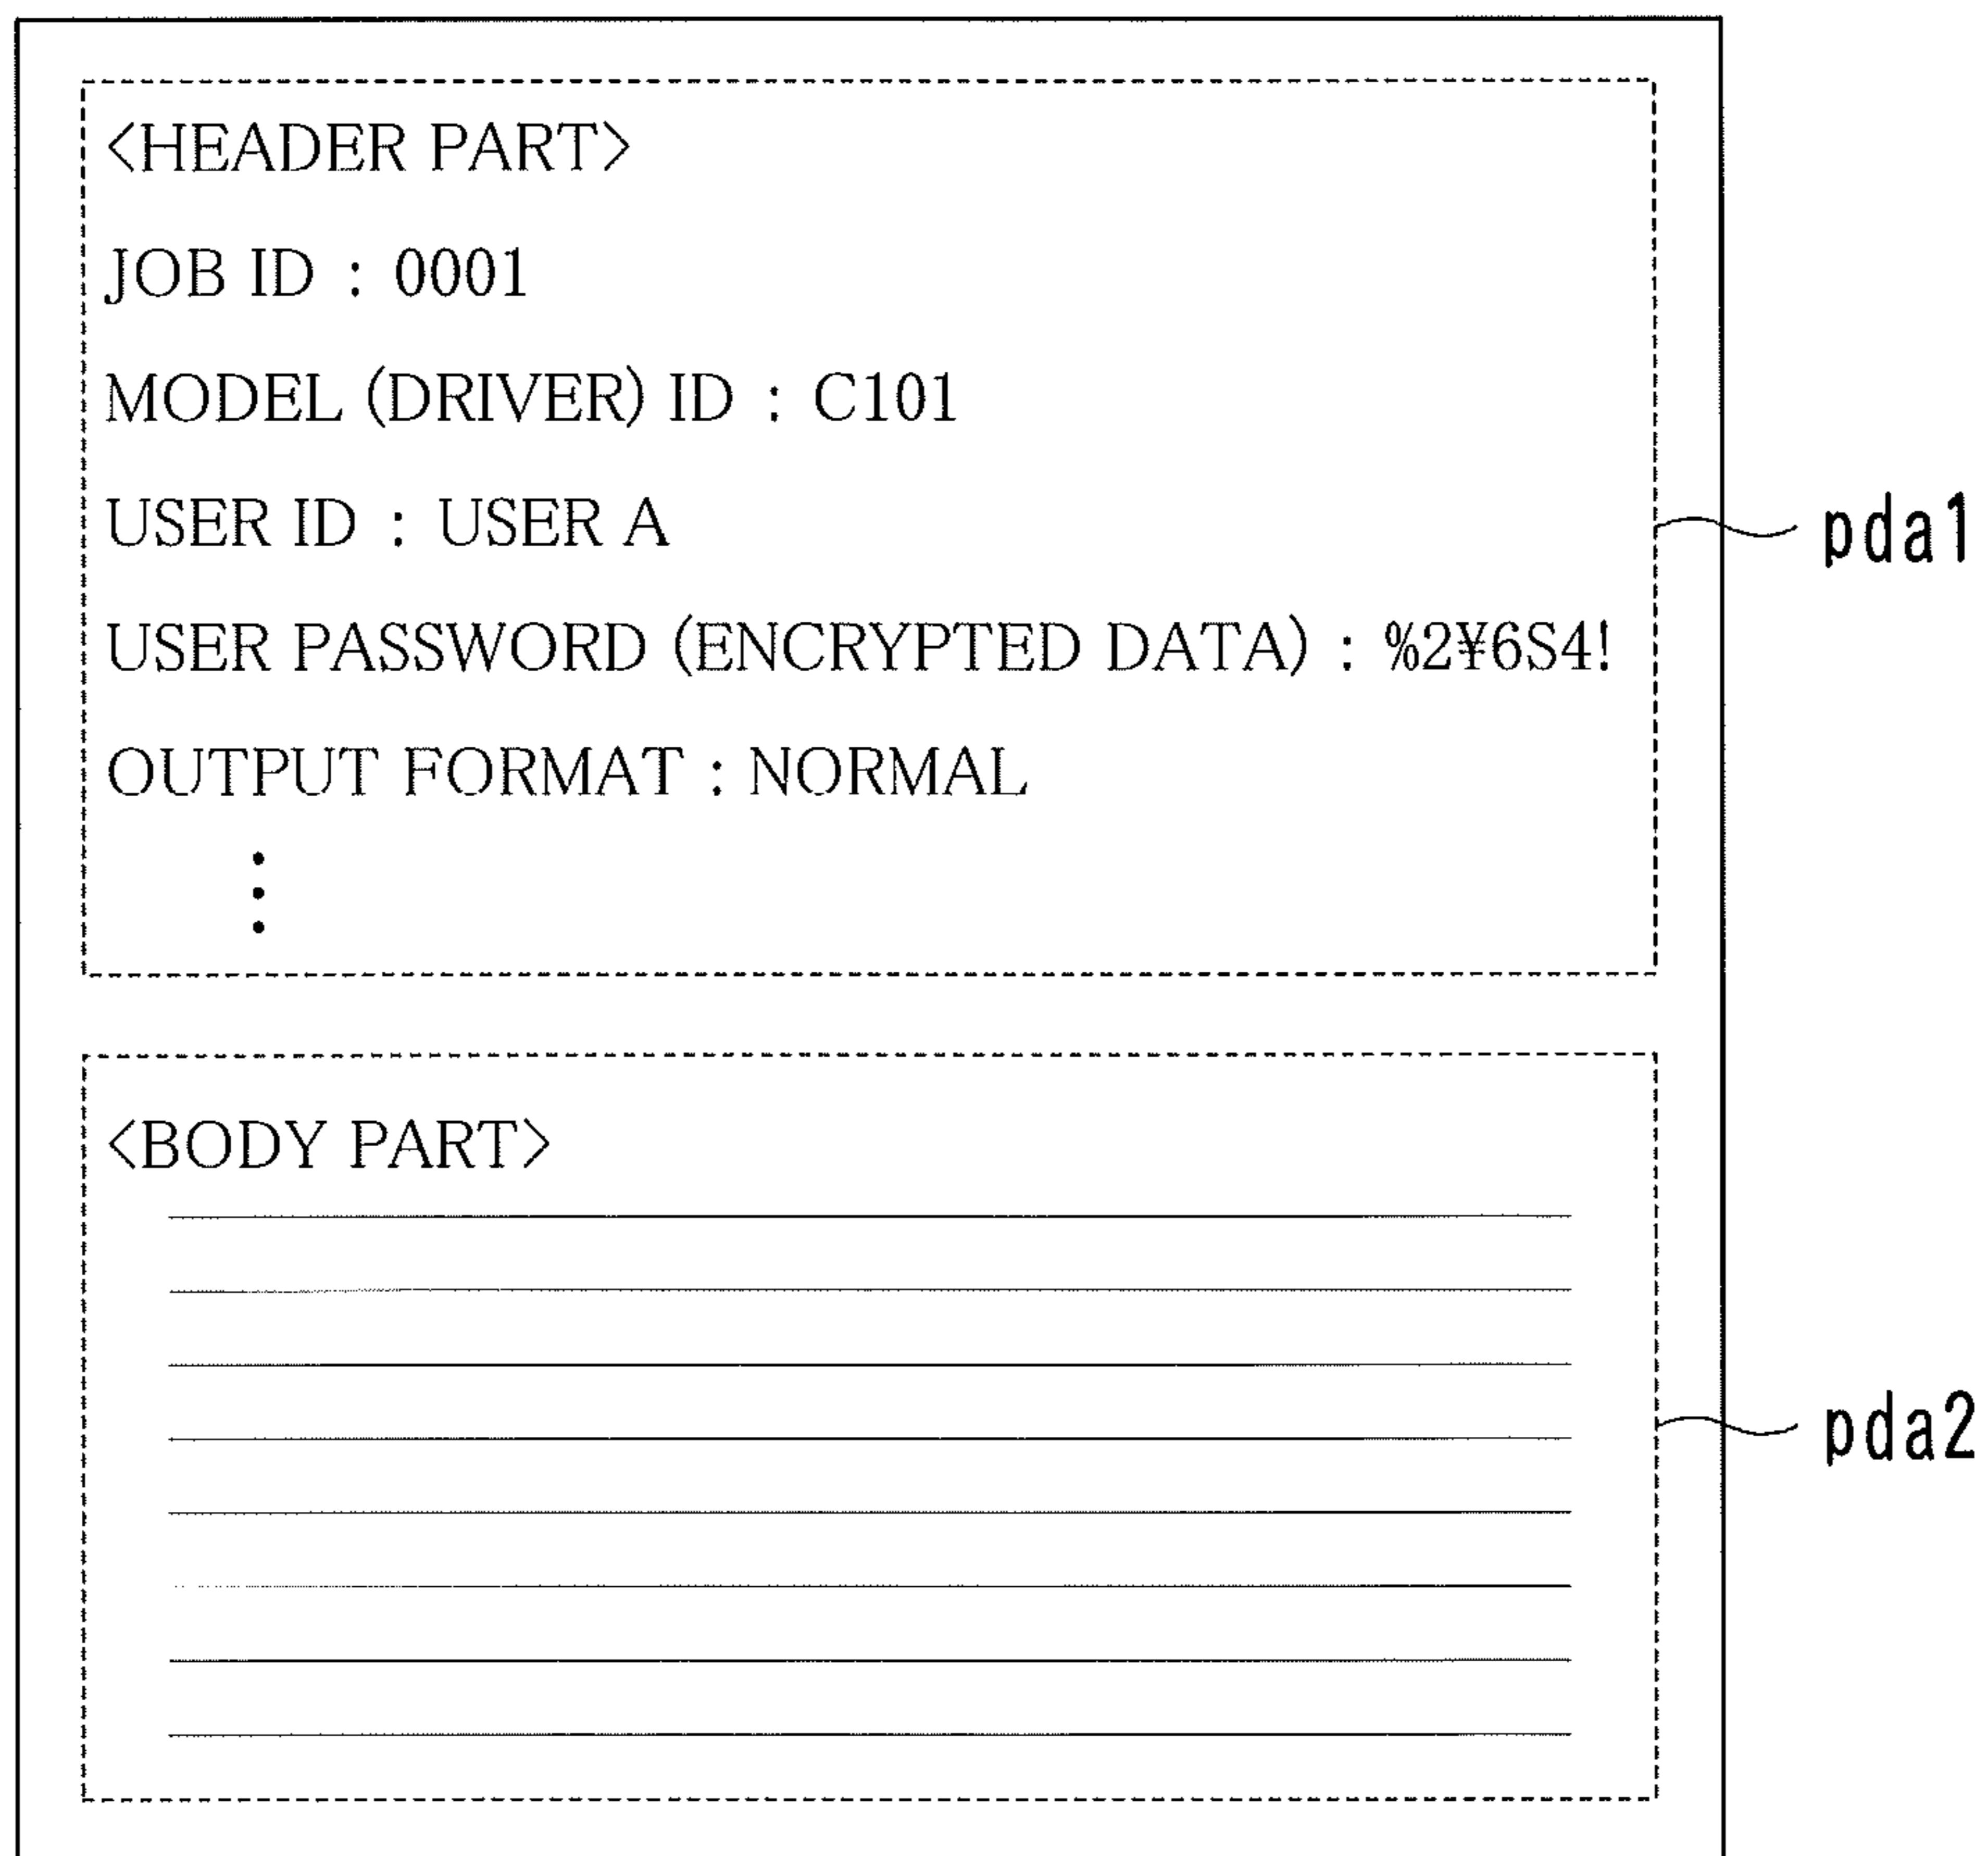 <HEADER PART>
JOB ID : 0001
MODEL (DRIVER) ID : C101
USER ID : USER A
pda1
USER PASSWORD (ENCRYPTED DATA) : %2¥6S4!
OUTPUT FORMAT : NORMAL
<BODY PART>
pda2